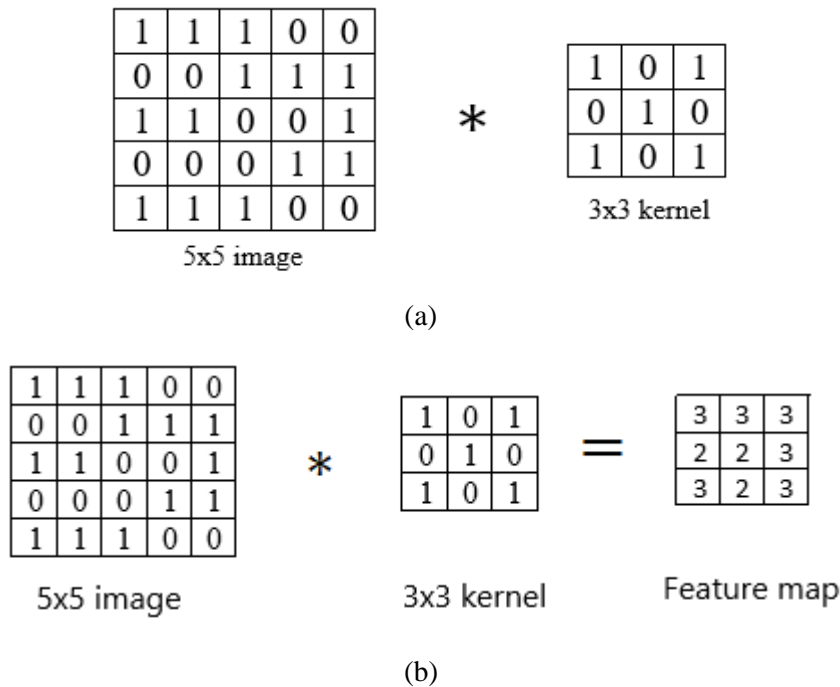 1 1 1 0 0
0 0 1 1 1
1 1 0 0 1
0 0 0 1 1
1 1 1 0 0
5x5 image
*
1 0 1
0 1 0
1 0 1
3x3 kernel
(a)
1 1 1 0 0
0 0 1 1 1
1 1 0 0 1
0 0 0 1 1
1 1 1 0 0
5x5 image
*
1 0 1
0 1 0
1 0 1
3x3 kernel
=
3 3 3
2 2 3
3 2 3
Feature map
(b)